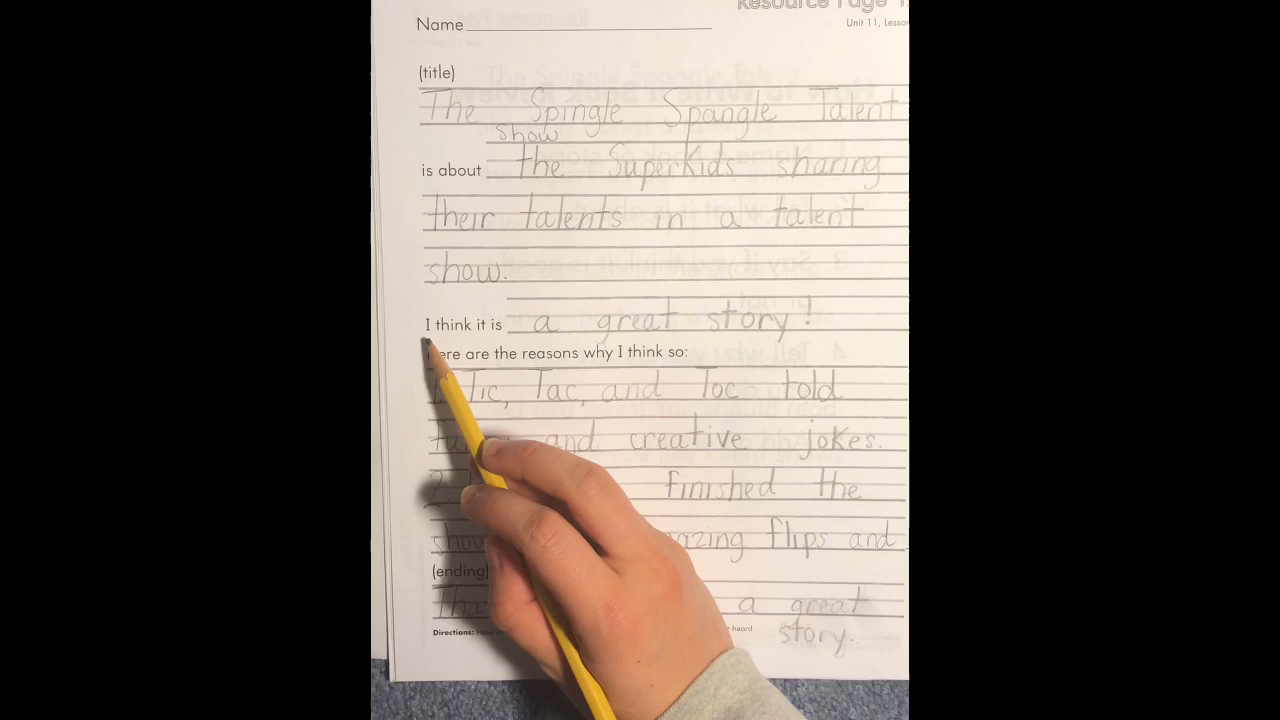 Resource Page
Unit 11, Lesson
Name
(title)
The Spingle Spangle Talent
Show
is about the SuperKids sharing
their talents in a talent
show.
I think it is a great story!
ere are the reasons why I think so:
1. Tic, Tac, and Toc told
and creative jokes.
2. finished the
flips and
(ending)
a great
Directions: heard
story.